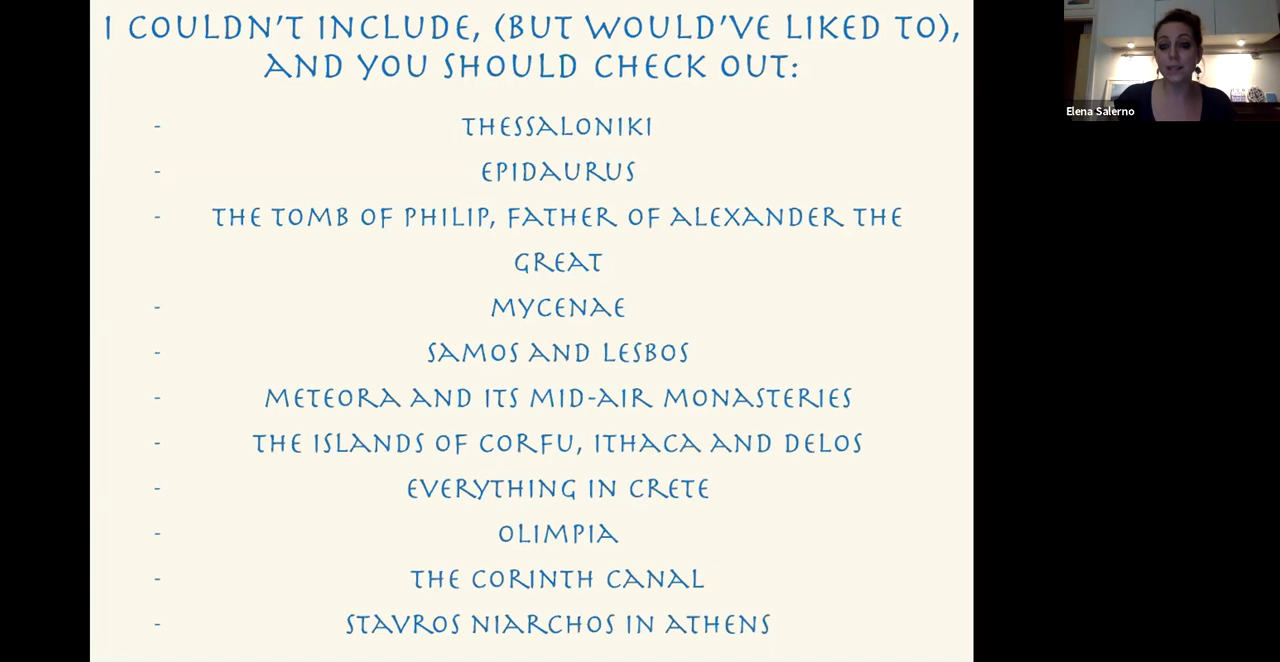 I COULDN'T INCLUDE, (BUT WOULD'VE LIKED TO),
AND YOU SHOULD CHECK OUT:
- THESSALONIKI
- EPIDAURUS
- THE TOMB OF PHILIP, FATHER OF ALEXANDER THE
GREAT
- MYCENAE
- SAMOS AND LESBOS
- METEORA AND ITS MID-AIR MONASTERIES
- THE ISLANDS OF CORFU, ITHACA AND DELOS
- EVERYTHING IN CRETE
- OLIMPIA
- THE CORINTH CANAL
- STAVROS NIARCHOS IN ATHENS
Elena Salerno